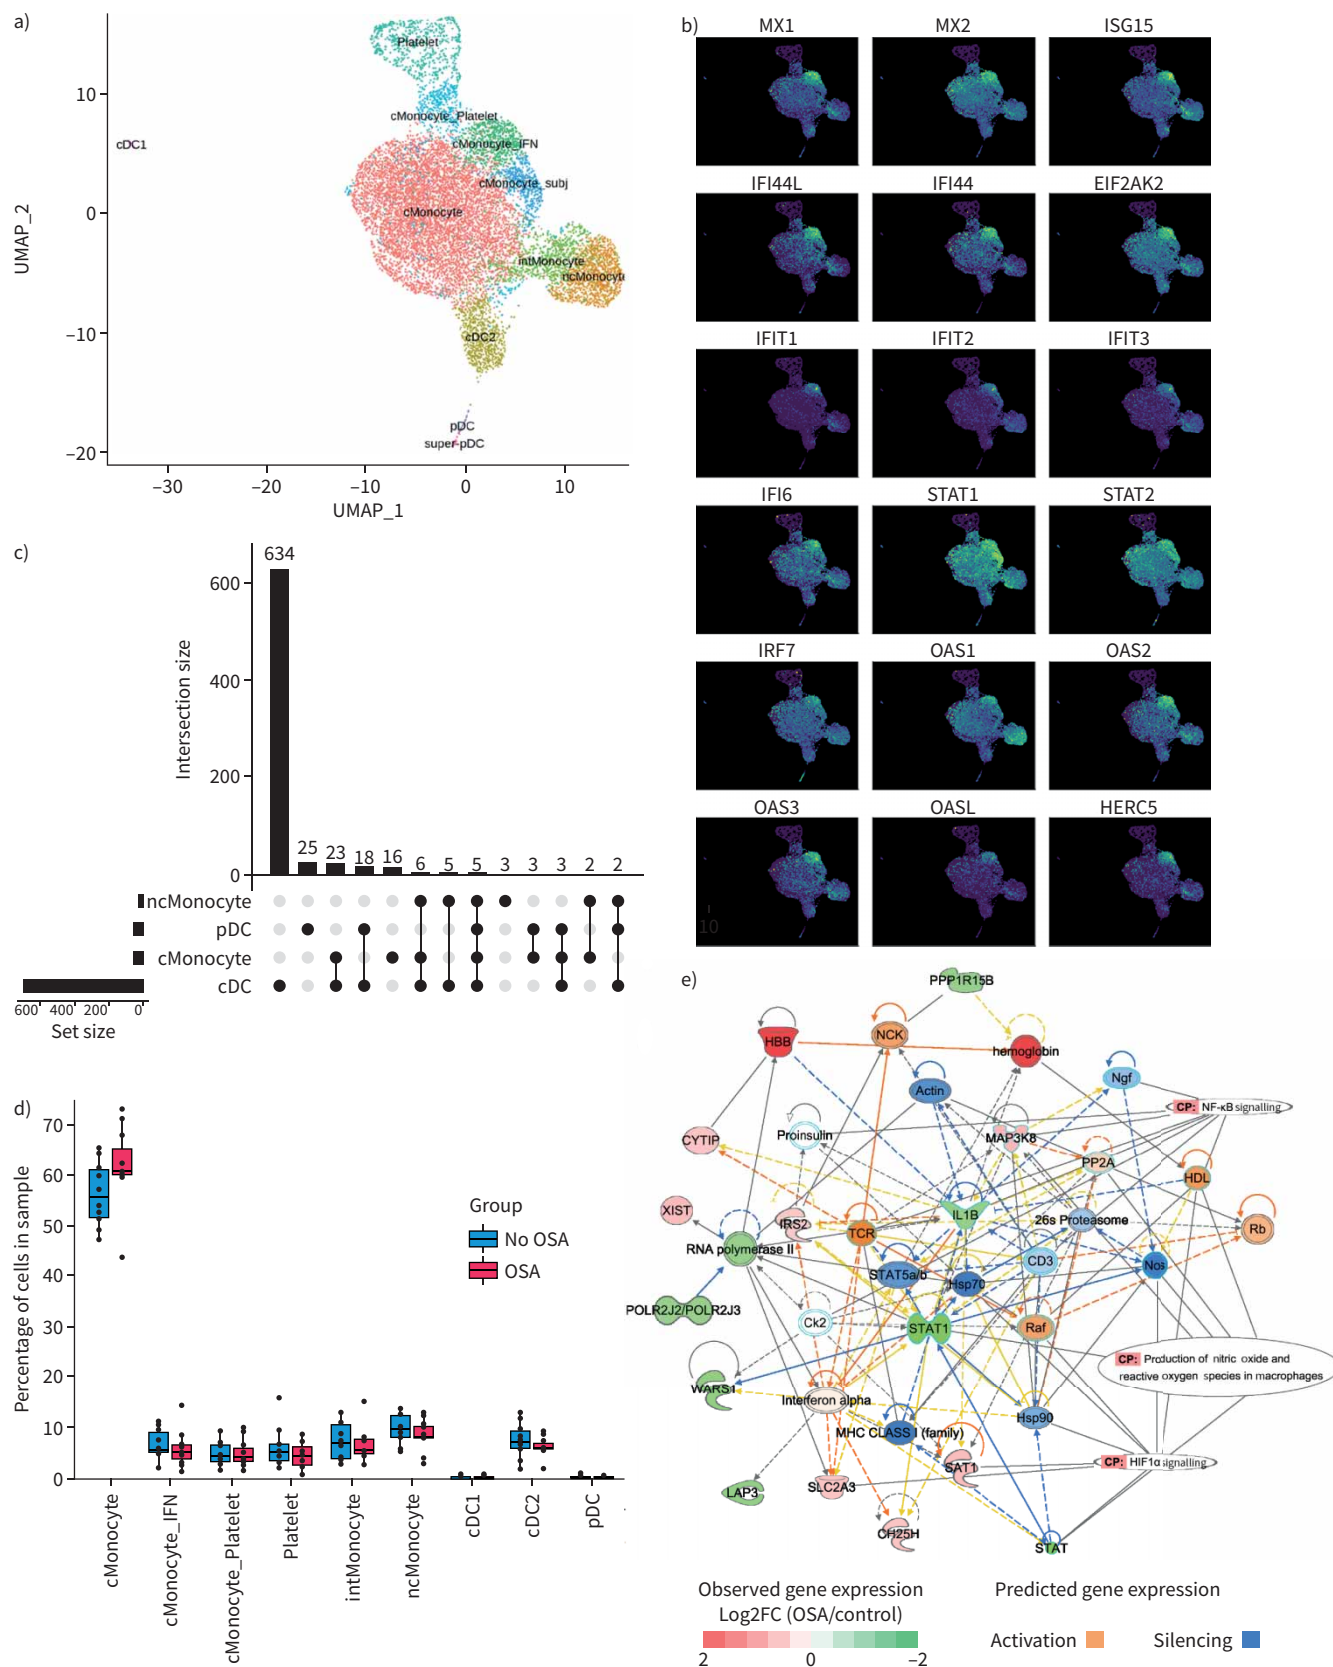 a)
Platelet
cMonocyte_Platelet
cDC1
cMonocyte_IFN
cMonocyte_subj
cMonocyte
intMonocyte
ncMonocyte
cDC2
pDC
super-pDC
10
0
−10
−20
UMAP_2
−30
−20
−10
0
10
UMAP_1
b)
MX1
MX2
ISG15
IFI44L
IFI44
EIF2AK2
IFIT1
IFIT2
IFIT3
IFI6
STAT1
STAT2
IRF7
OAS1
OAS2
OAS3
OASL
HERC5
10
c)
634
600
400
200
0
Intersection size
25
23
18
16
6
5
5
3
3
3
2
2
ncMonocyte
pDC
cMonocyte
cDC
600
400
200
0
Set size
d)
70
60
50
40
30
20
10
0
Percentage of cells in sample
Group
No OSA
OSA
cMonocyte
cMonocyte_IFN
cMonocyte_Platelet
Platelet
intMonocyte
ncMonocyte
cDC1
cDC2
pDC
e)
PPP1R15B
HBB
NCK
hemoglobin
Actin
Ngf
CP: NF-κB signalling
CYTIP
Proinsulin
MAP3K8
PP2A
HDL
XIST
IRS2
TCR
IL1B
26s Proteasome
Rb
RNA polymerase II
STAT5a/b
Hsp70
CD3
Nos
POLR2J2/POLR2J3
Ck2
STAT1
Raf
CP: Production of nitric oxide and
reactive oxygen species in macrophages
WARS1
Interferon alpha
Hsp90
MHC CLASS I (family)
CP: HIF1α signalling
LAP3
SLC2A3
SAT1
CH25H
STAT
Observed gene expression
Log2FC (OSA/control)
2
0
−2
Predicted gene expression
Activation
Silencing